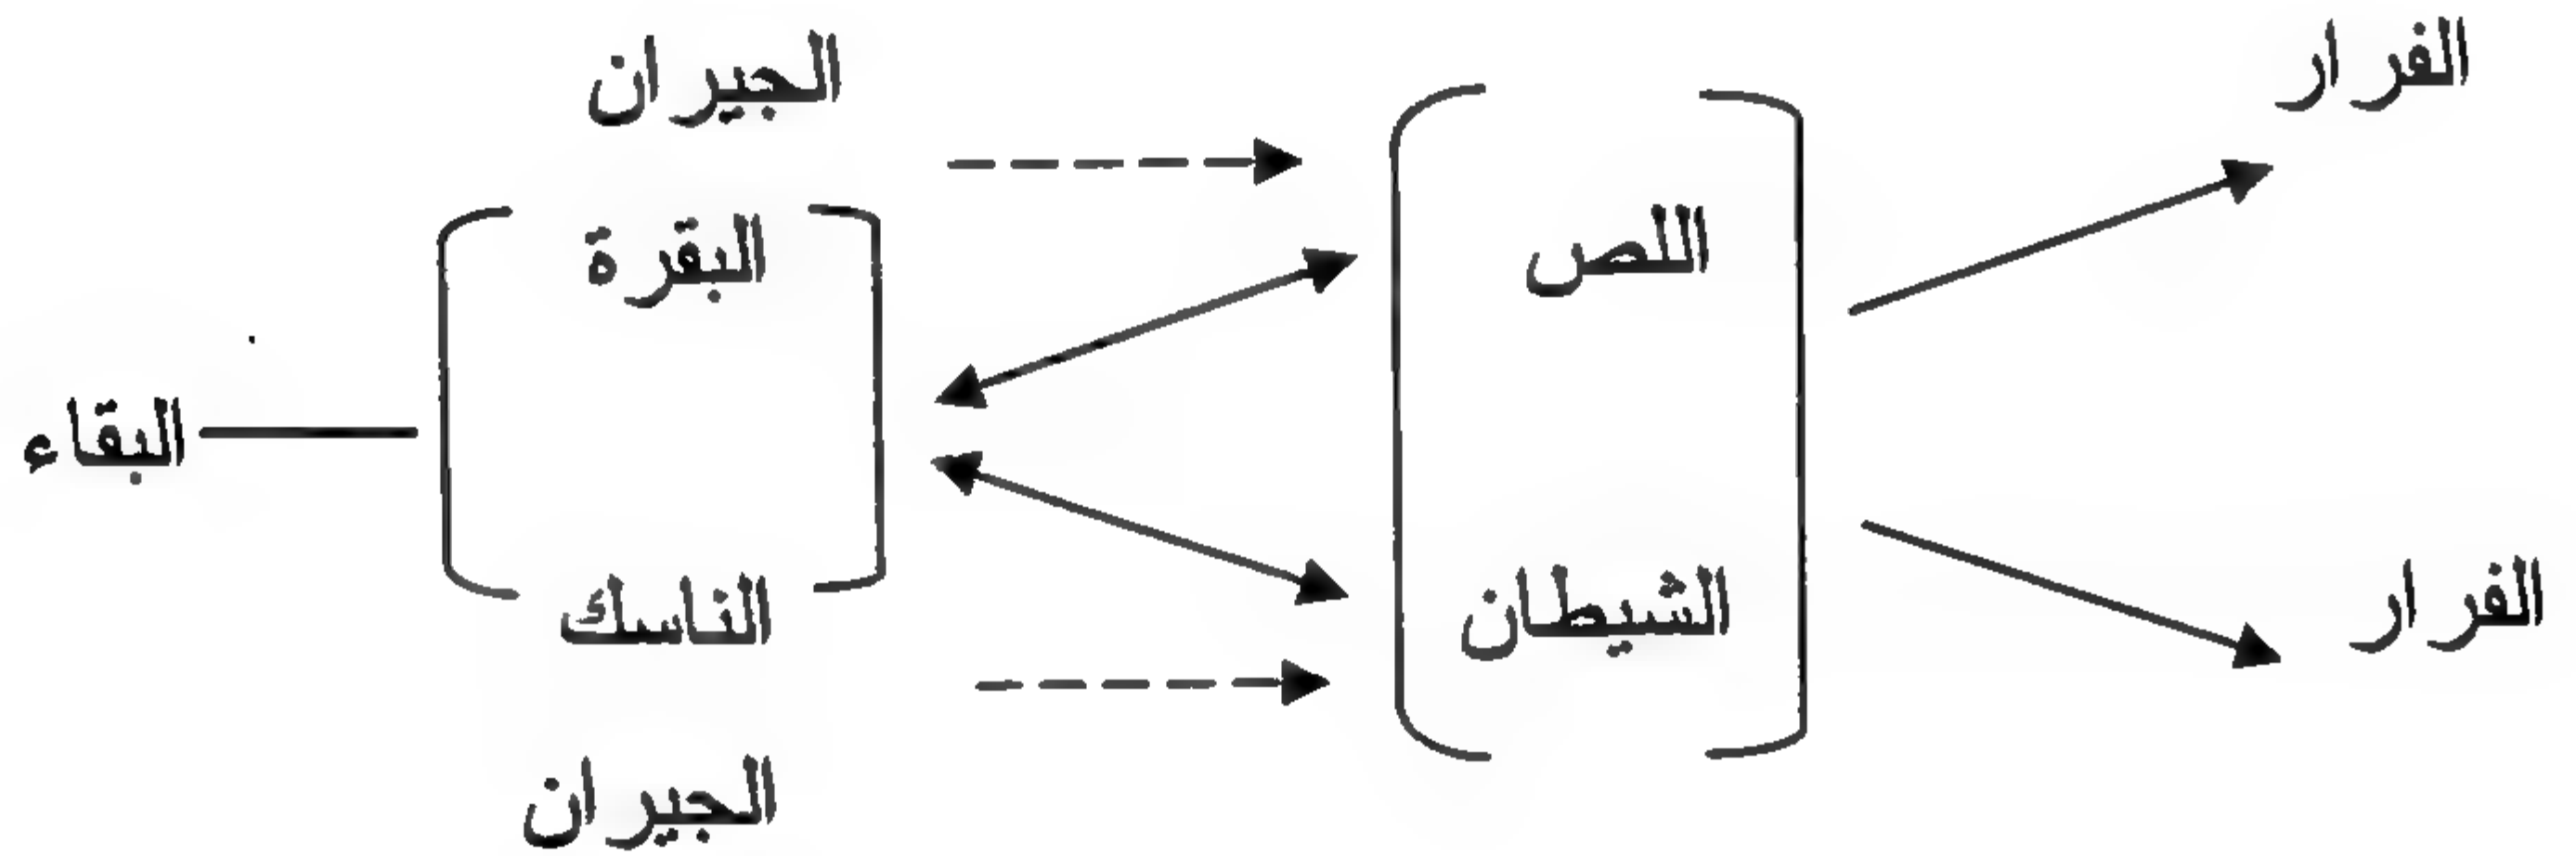 الفرار
الجيران
اللص
البقرة
البقاء
الشيطان
الناسك
الفرار
الجيران